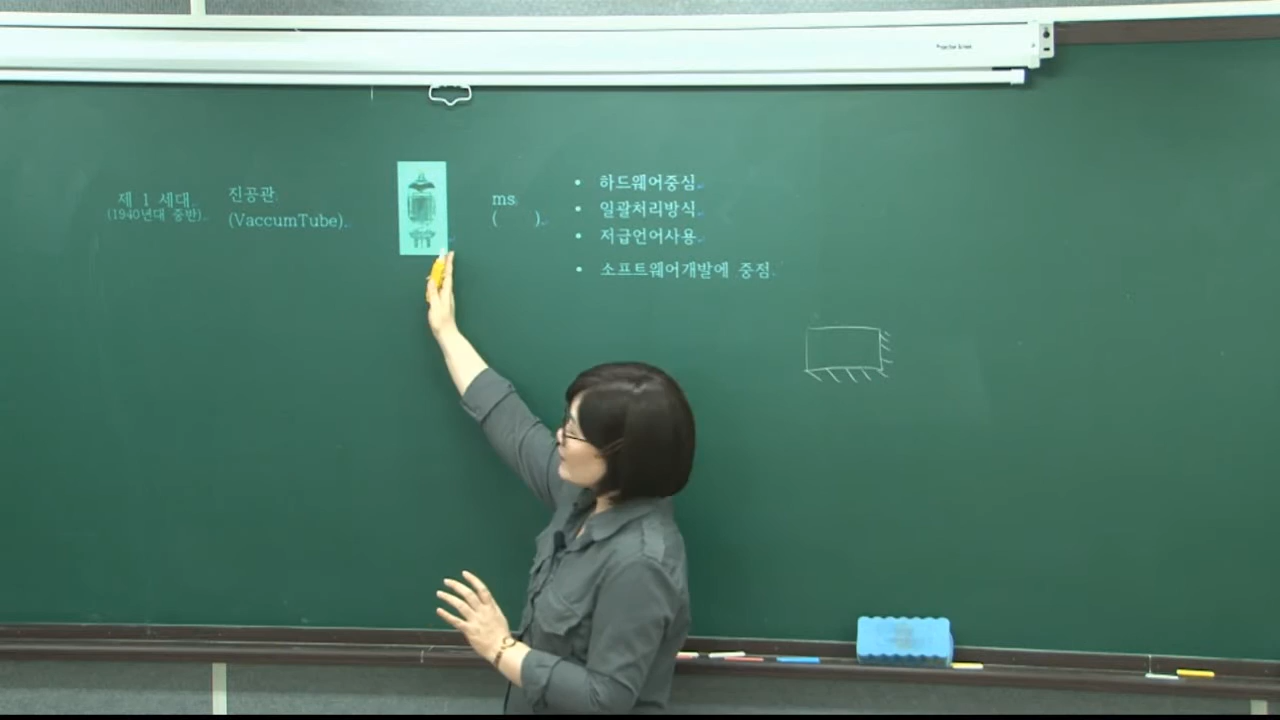 제 1 세대
(1940년대 중반)
진공관
(VaccumTube)
ms
( )
• 하드웨어중심
• 일괄처리방식
• 저급언어사용
• 소프트웨어개발에 중점